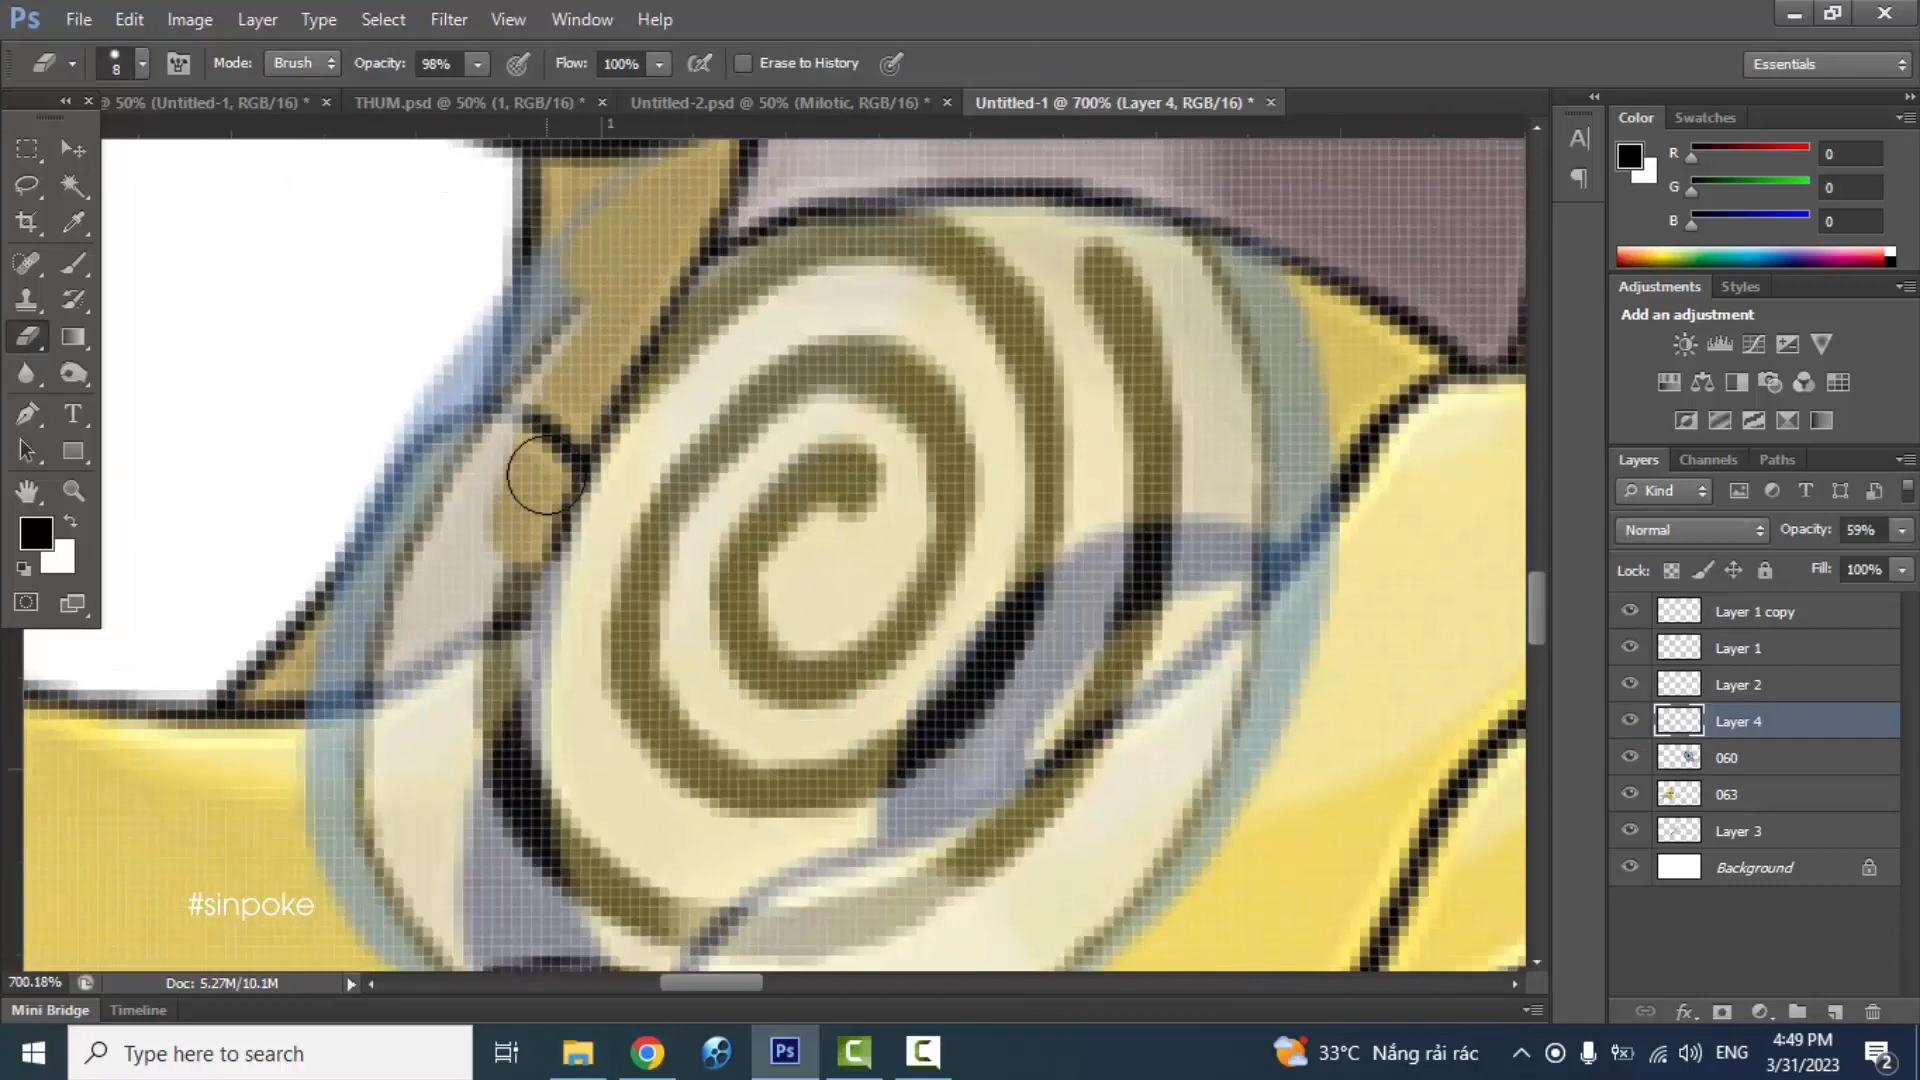 Ps File Edit Image Layer Type Select Filter View Window Help
8 Mode: Brush Opacity: 98% Flow: 100% Erase to History Essentials
@ 50% (Untitled-1, RGB/16) * × THUM.psd @ 50% (1, RGB/16) * × Untitled-2.psd @ 50% (Milotic, RGB/16) * × Untitled-1 @ 700% (Layer 4, RGB/16) * ×
1
Color Swatches
R 0
G 0
B 0
Adjustments Styles
Add an adjustment
Layers Channels Paths
Kind
Normal Opacity: 59%
Lock: Fill: 100%
Layer 1 copy
Layer 1
Layer 2
Layer 4
060
063
Layer 3
Background
#sinpoke
700.18% Doc: 5.27M/10.1M
Mini Bridge Timeline
Type here to search
33°C Nắng rải rác ENG
4:49 PM
3/31/2023
2